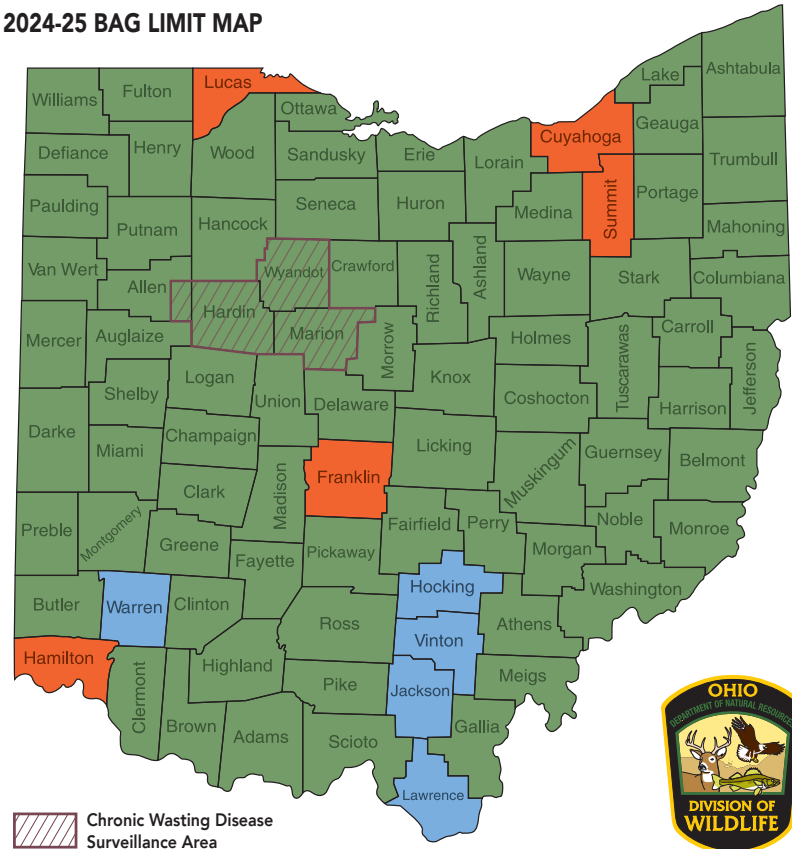 2024-25 BAG LIMIT MAP
Ashtabula
Lake
Lucas
Williams
Fulton
Ottawa
Geauga
Cuyahoga
Defiance
Henry
Wood
Sandusky
Erie
Lorain
Trumbull
Paulding
Putnam
Hancock
Seneca
Huron
Medina
Summit
Portage
Mahoning
Van Wert
Allen
Wyandot
Crawford
Richland
Ashland
Wayne
Stark
Columbiana
Hardin
Marion
Mercer
Auglaize
Morrow
Holmes
Tuscarawas
Carroll
Jefferson
Logan
Shelby
Union
Delaware
Knox
Coshocton
Harrison
Darke
Miami
Champaign
Licking
Muskingum
Guernsey
Belmont
Clark
Madison
Franklin
Preble
Montgomery
Greene
Fayette
Pickaway
Fairfield
Perry
Noble
Monroe
Morgan
Butler
Warren
Clinton
Ross
Hocking
Athens
Washington
Hamilton
Clermont
Highland
Vinton
Meigs
Pike
Jackson
Brown
Adams
Scioto
Gallia
Lawrence
Chronic Wasting Disease
Surveillance Area
OHIO
DEPARTMENT OF NATURAL RESOURCES
DIVISION OF
WILDLIFE